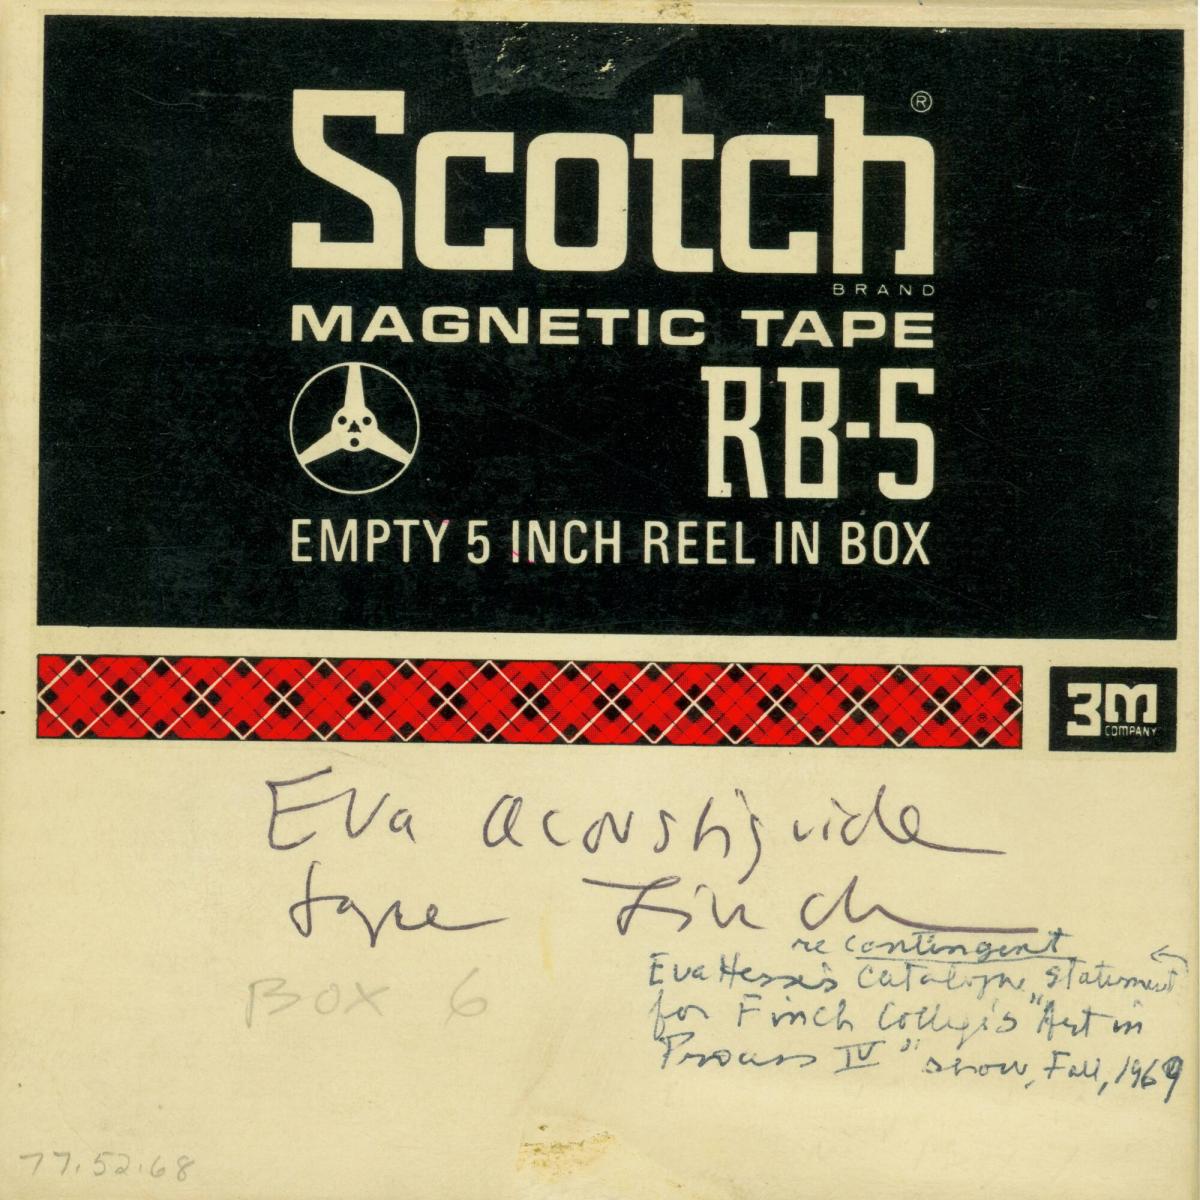 Scotch®
BRAND
MAGNETIC TAPE
RB-5
EMPTY 5 INCH REEL IN BOX
®
3M
COMPANY
Eva acoustiguide
tape Finch
re contingent
Eva Hesse's catalogue statement
for Finch College's "Art in
Process IV" show, Fall, 1969
BOX 6
77.52.68